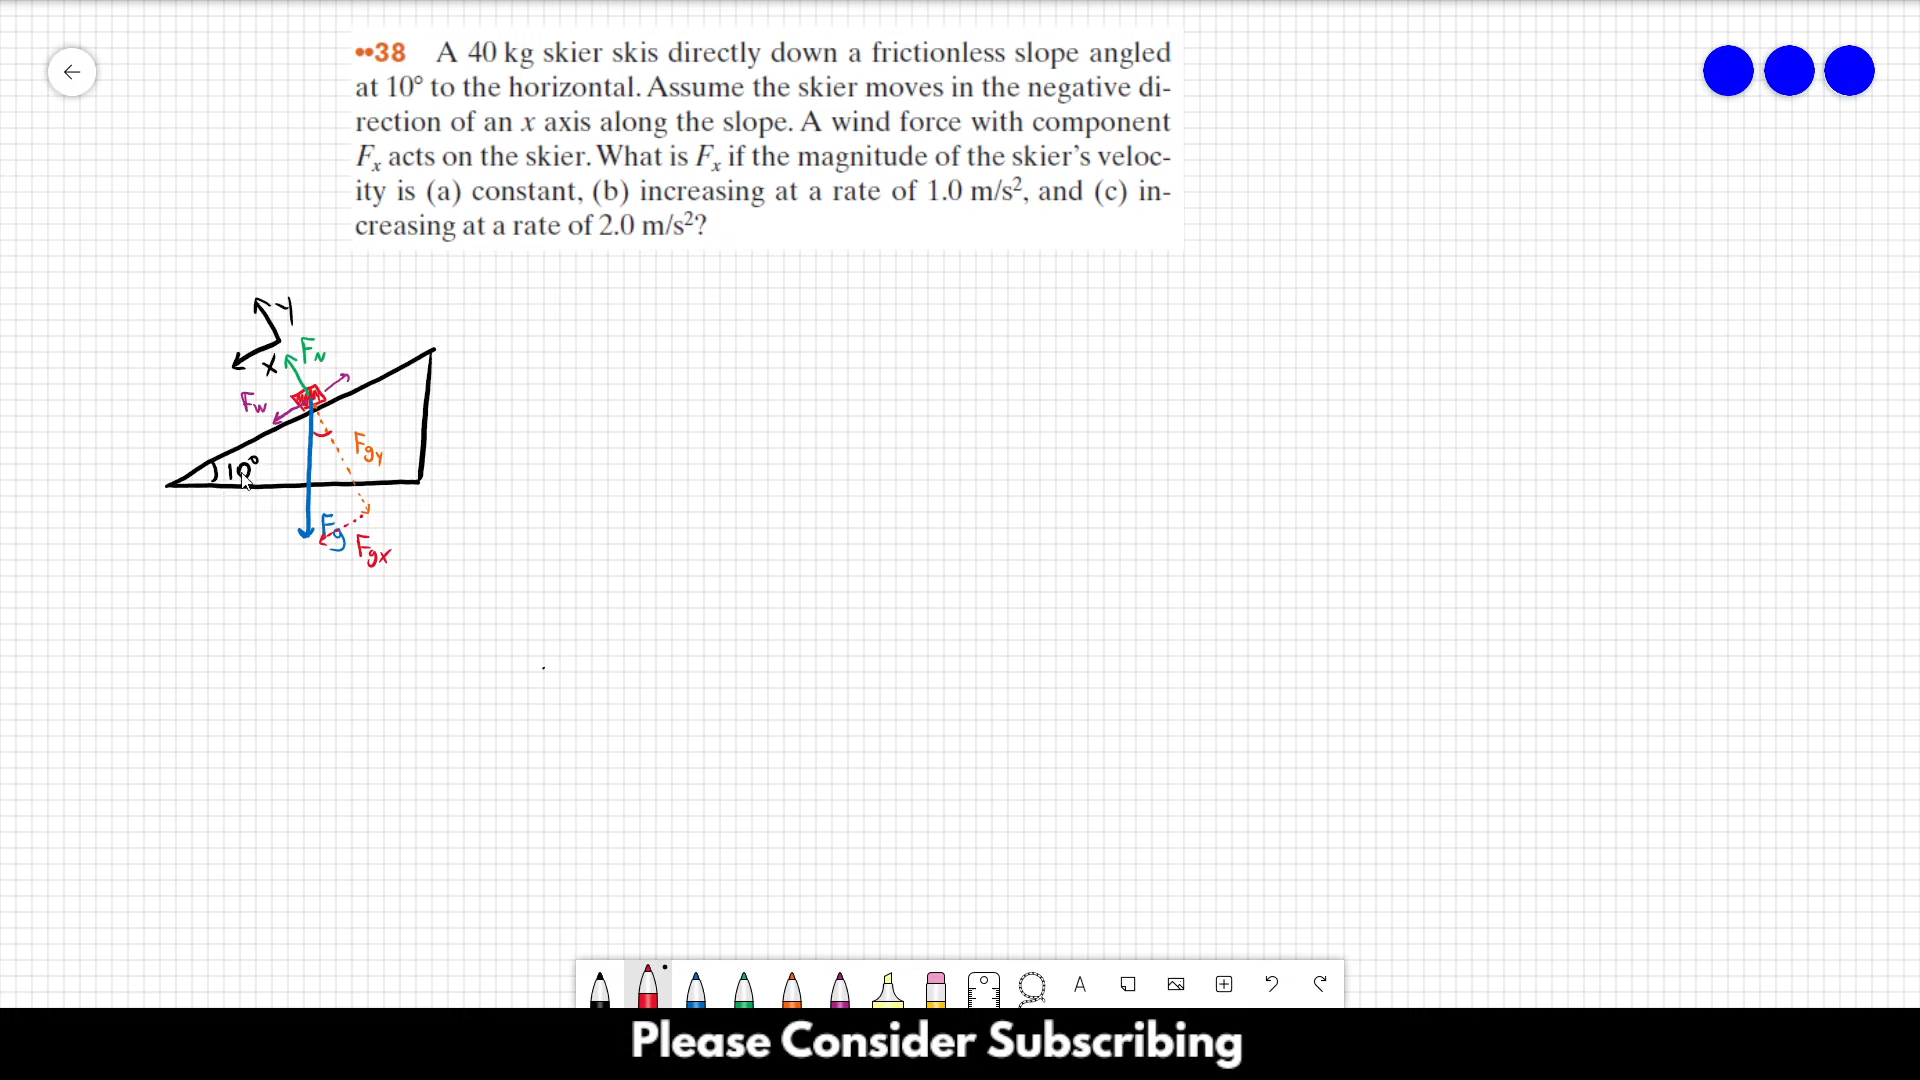 ••38 A 40 kg skier skis directly down a frictionless slope angled
at 10° to the horizontal. Assume the skier moves in the negative di-
rection of an x axis along the slope. A wind force with component
Fx acts on the skier. What is Fx if the magnitude of the skier's veloc-
ity is (a) constant, (b) increasing at a rate of 1.0 m/s², and (c) in-
creasing at a rate of 2.0 m/s²?
Y
X
FN
Fw
Fgy
10°
Fg
Fgx
A
Please Consider Subscribing